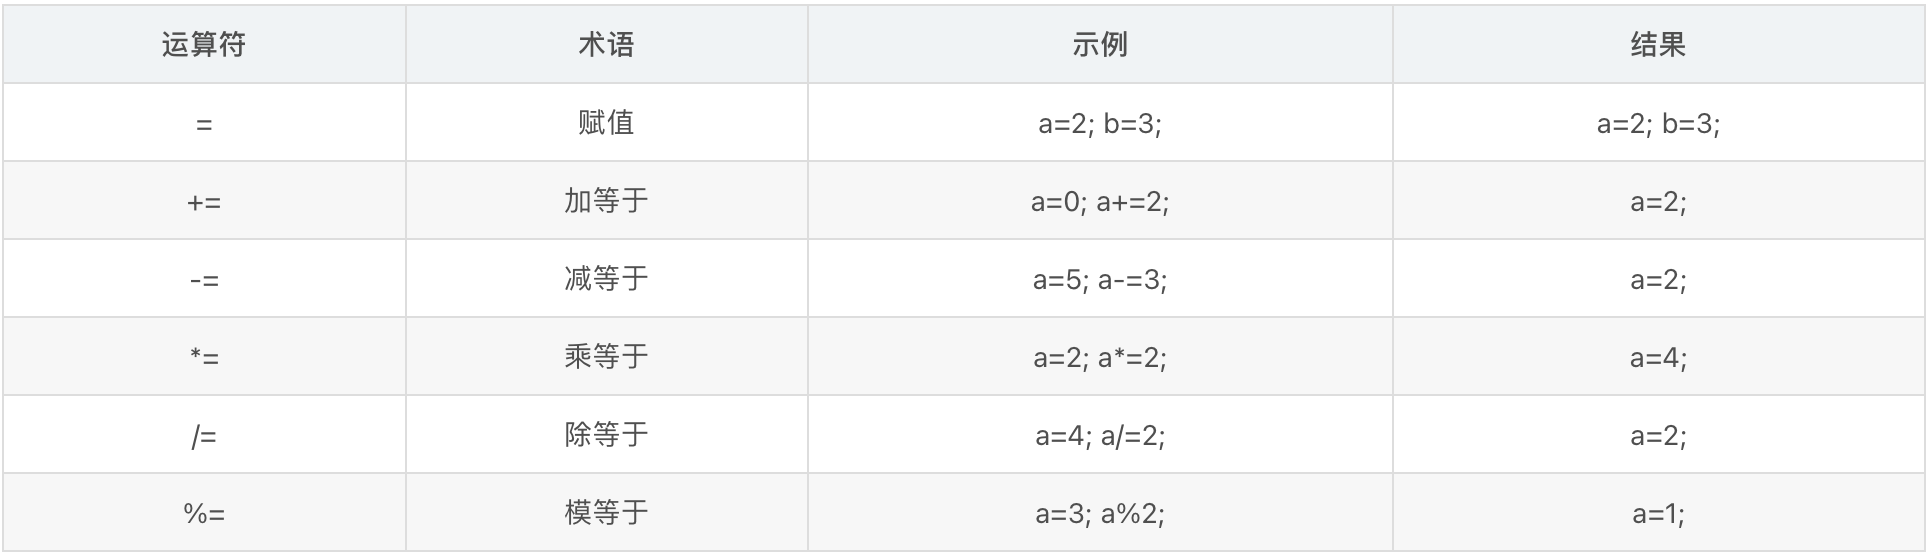 运算符 术语 示例 结果
= 赋值 a=2; b=3; a=2; b=3;
+= 加等于 a=0; a+=2; a=2;
-= 减等于 a=5; a-=3; a=2;
*= 乘等于 a=2; a*=2; a=4;
/= 除等于 a=4; a/=2; a=2;
%= 模等于 a=3; a%2; a=1;